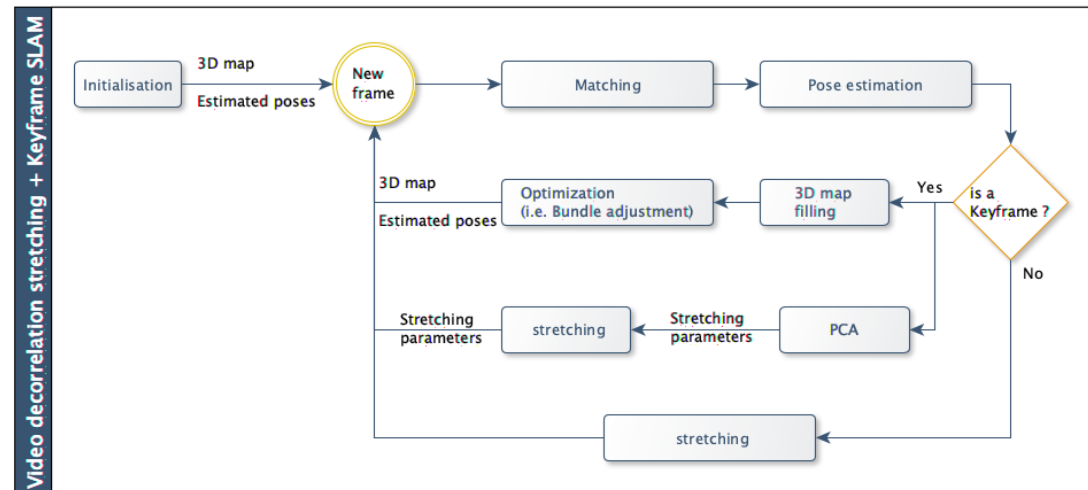 Video decorrelation stretching + Keyframe SLAM
Initialisation
3D map
Estimated poses
New
frame
Matching
Pose estimation
is a
Keyframe ?
Yes
No
3D map
filling
Optimization
(i.e. Bundle adjustment)
3D map
Estimated poses
PCA
Stretching
parameters
stretching
Stretching
parameters
stretching